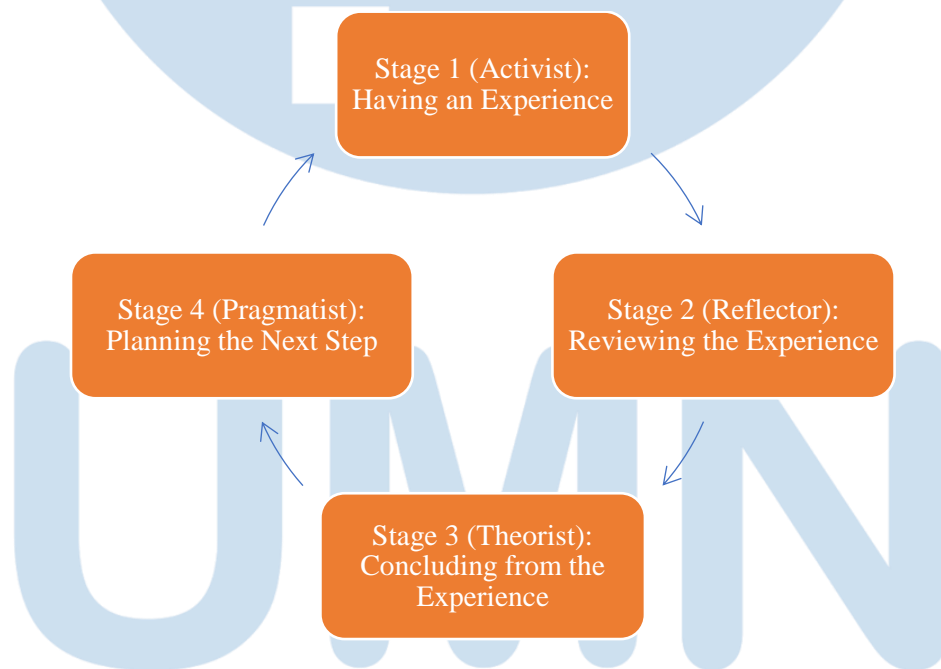 Stage 1 (Activist):
Having an Experience
Stage 2 (Reflector):
Reviewing the Experience
Stage 3 (Theorist):
Concluding from the
Experience
Stage 4 (Pragmatist):
Planning the Next Step
UMN